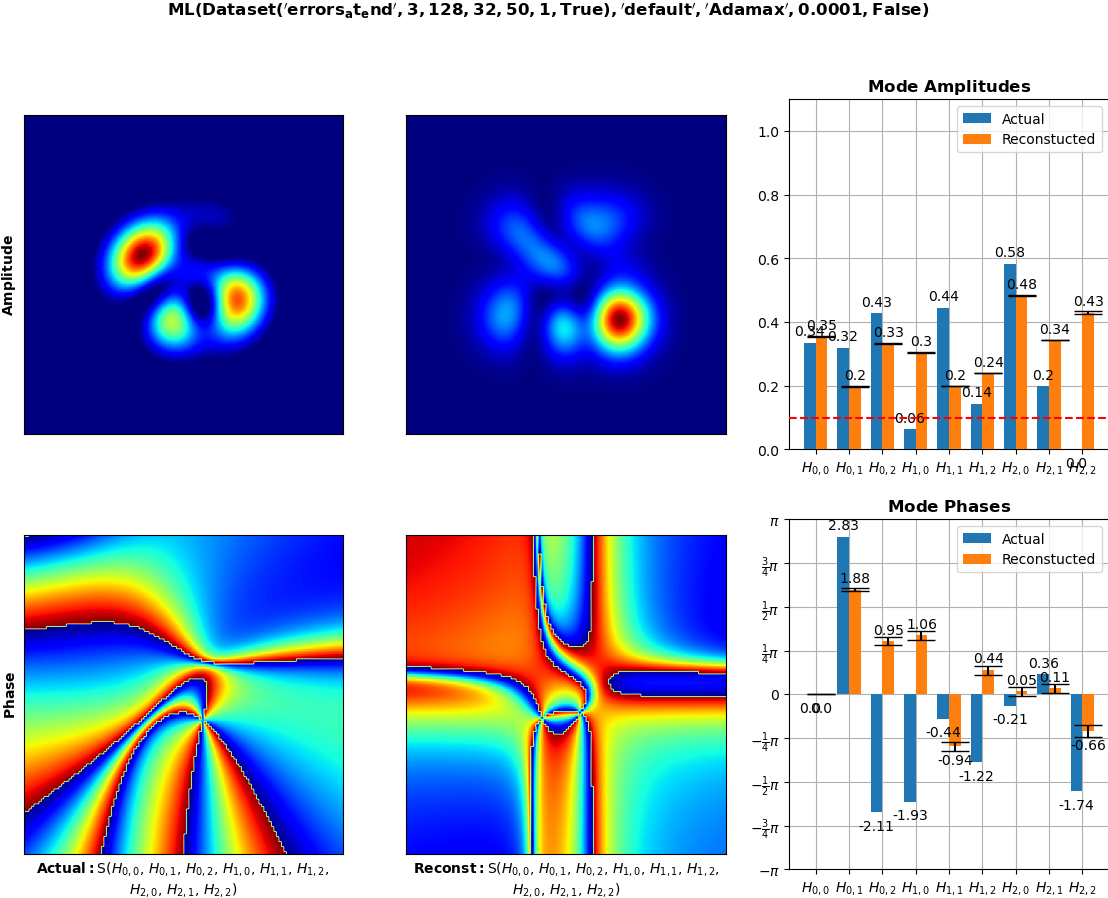 ML(Dataset('errors_at_end', 3, 128, 32, 50, 1, True), 'default', 'Adamax', 0.0001, False)
Amplitude
Mode Amplitudes
Actual
Reconstucted
1.0
0.8
0.6
0.4
0.2
0.0
0.34 0.35 0.32 0.2 0.43 0.33 0.06 0.3 0.44 0.2 0.14 0.24 0.58 0.48 0.2 0.34 0.0 0.43
H0,0 H0,1 H0,2 H1,0 H1,1 H1,2 H2,0 H2,1 H2,2
Phase
Actual: S(H0,0, H0,1, H0,2, H1,0, H1,1, H1,2,
H2,0, H2,1, H2,2)
Reconst: S(H0,0, H0,1, H0,2, H1,0, H1,1, H1,2,
H2,0, H2,1, H2,2)
Mode Phases
Actual
Reconstucted
π
3/4π
1/2π
1/4π
0
−1/4π
−1/2π
−3/4π
−π
0.0 0.0 2.83 1.88 -2.11 0.95 -1.93 1.06 -0.44 -0.94 -1.22 0.44 -0.21 0.05 0.36 0.11 -1.74 -0.66
H0,0 H0,1 H0,2 H1,0 H1,1 H1,2 H2,0 H2,1 H2,2